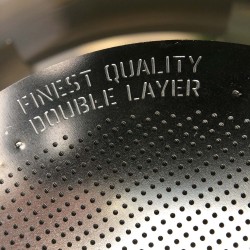 FINEST QUALITY
DOUBLE LAYER